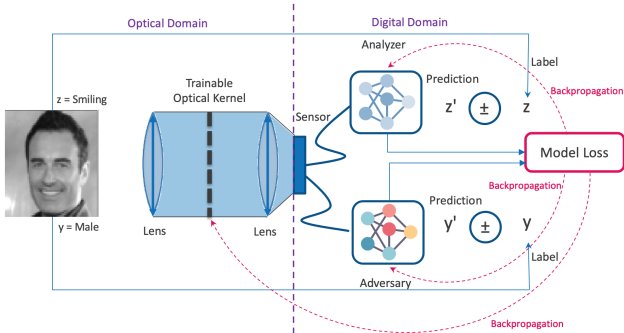 Optical Domain
Digital Domain
Analyzer
Label
z = Smiling
Trainable
Optical Kernel
Sensor
Prediction
z' ± z
Backpropagation
Model Loss
Backpropagation
Prediction
y' ± y
y = Male
Lens
Lens
Label
Adversary
Backpropagation